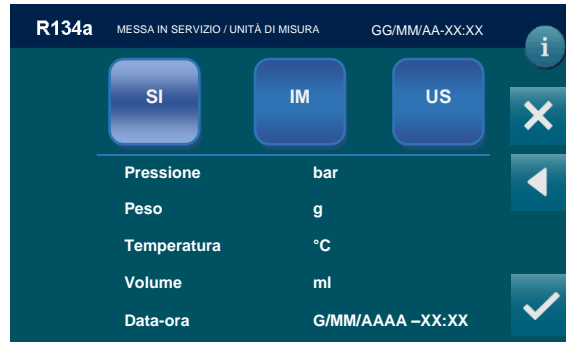 R134a MESSA IN SERVIZIO / UNITÀ DI MISURA GG/MM/AA-XX:XX
i
SI IM US
Pressione bar
Peso g
Temperatura °C
Volume ml
Data-ora G/MM/AAAA –XX:XX